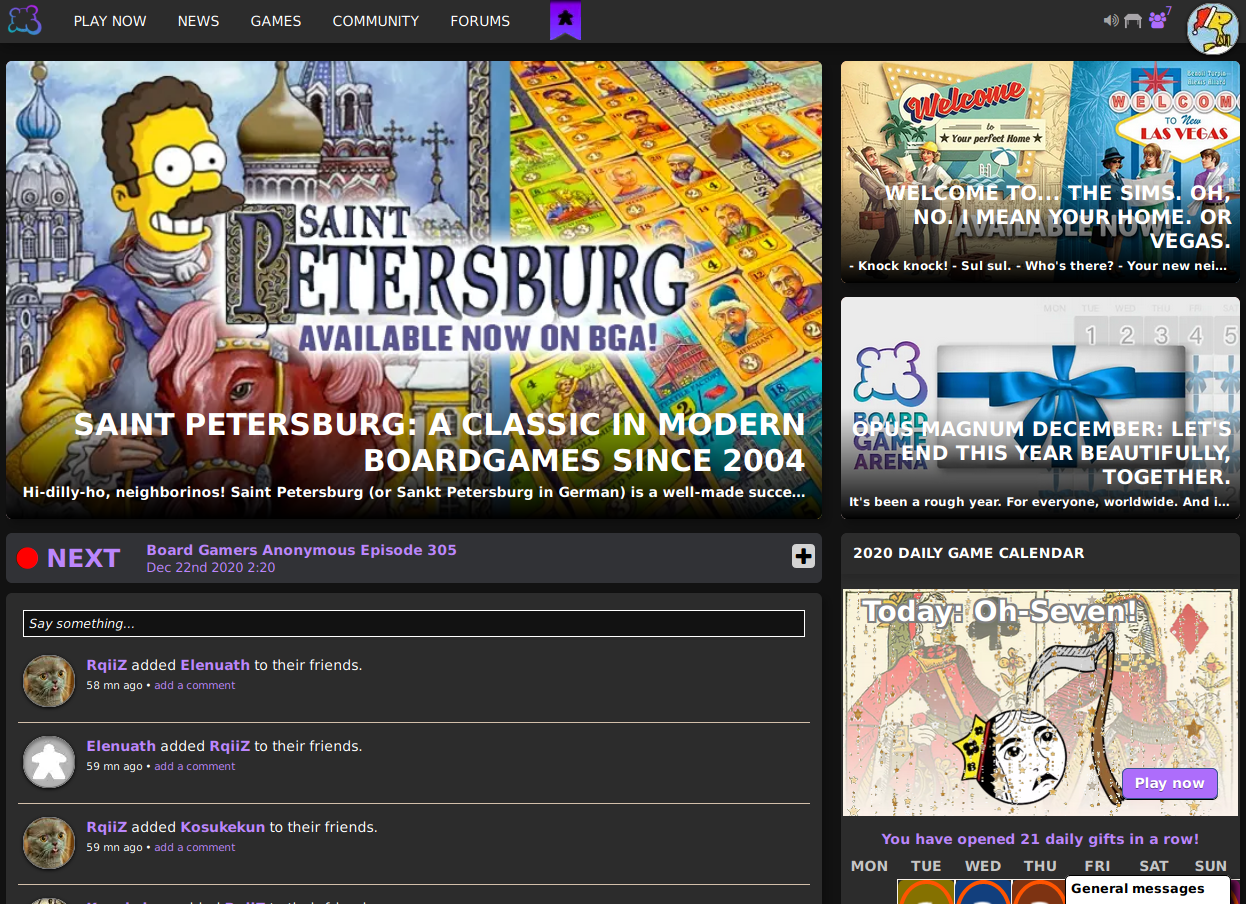 PLAY NOW
NEWS
GAMES
COMMUNITY
FORUMS
7
SAINT
PETERSBURG
AVAILABLE NOW ON BGA!
MERCHANT
SAINT PETERSBURG: A CLASSIC IN MODERN
BOARDGAMES SINCE 2004
Hi-dilly-ho, neighborinos! Saint Petersburg (or Sankt Petersburg in German) is a well-made succe...
Welcome
to
Your perfect Home
WELCOM
TO New
LAS VEGAS
AVAILABLE NOW!
WELCOME TO... THE SIMS. OH,
NO. I MEAN YOUR HOME. OR
VEGAS.
- Knock knock! - Sul sul. - Who's there? - Your new nei...
MON TUE WED THU FRI SAT
1 2 3 4 5
BOARD
GAME
ARENA
OPUS MAGNUM DECEMBER: LET'S
END THIS YEAR BEAUTIFULLY,
TOGETHER.
It's been a rough year. For everyone, worldwide. And i...
NEXT
Board Gamers Anonymous Episode 305
Dec 22nd 2020 2:20
Say something...
RqiiZ added Elenuath to their friends.
58 mn ago • add a comment
Elenuath added RqiiZ to their friends.
59 mn ago • add a comment
RqiiZ added Kosukekun to their friends.
59 mn ago • add a comment
2020 DAILY GAME CALENDAR
Today: Oh-Seven!
Play now
You have opened 21 daily gifts in a row!
MON TUE WED THU FRI SAT SUN
General messages